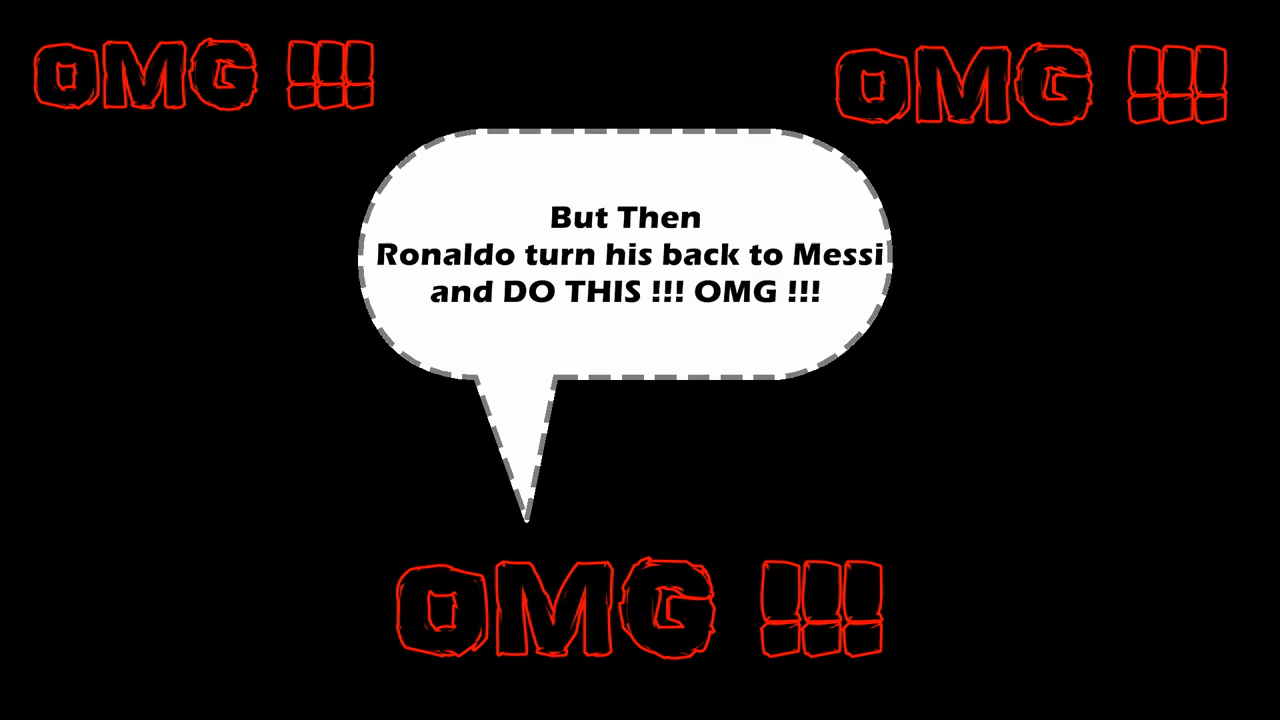 OMG !!!
OMG !!!
But Then
Ronaldo turn his back to Messi
and DO THIS !!! OMG !!!
OMG !!!